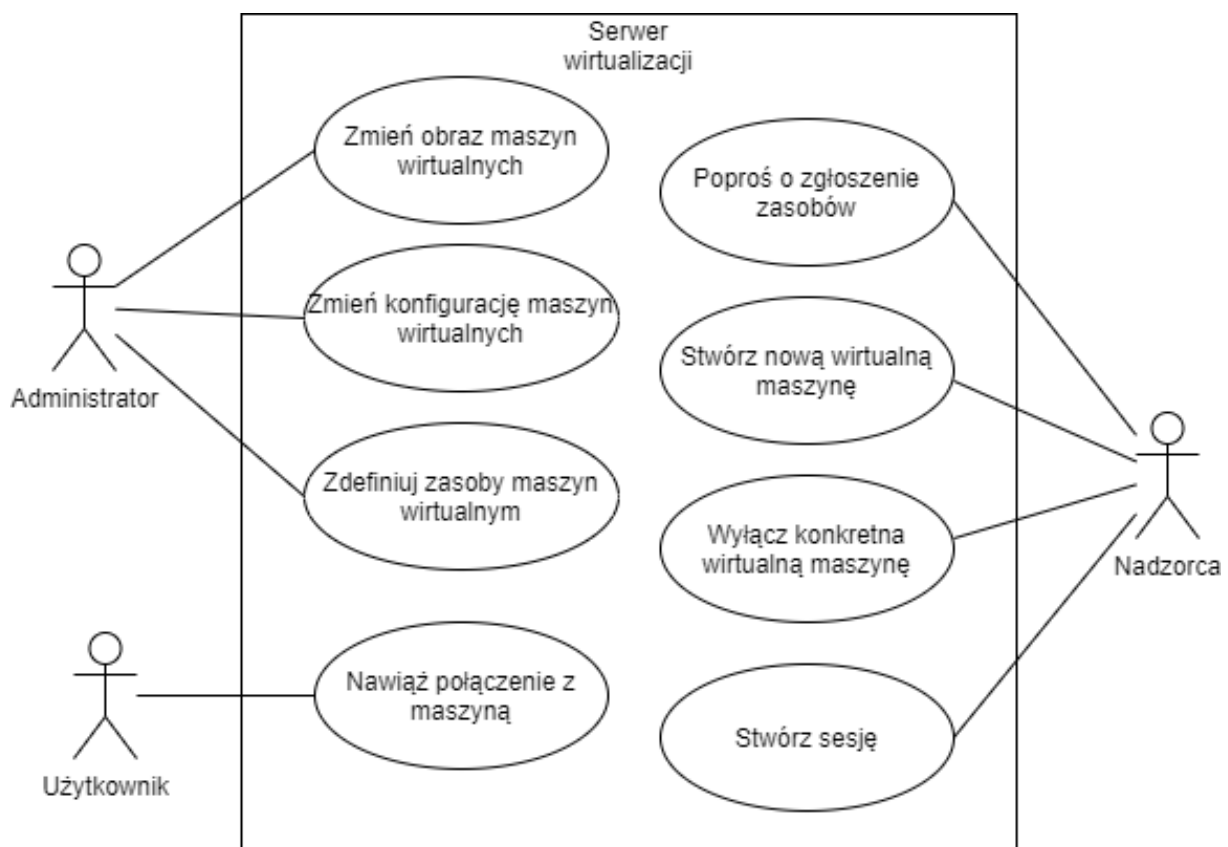 Serwer
wirtualizacji
Zmień obraz maszyn
wirtualnych
Poproś o zgłoszenie
zasobów
Zmień konfigurację maszyn
wirtualnych
Stwórz nową wirtualną
maszynę
Administrator
Zdefiniuj zasoby maszyn
wirtualnym
Wyłącz konkretna
wirtualną maszynę
Nadzorca
Nawiąż połączenie z
maszyną
Stwórz sesję
Użytkownik